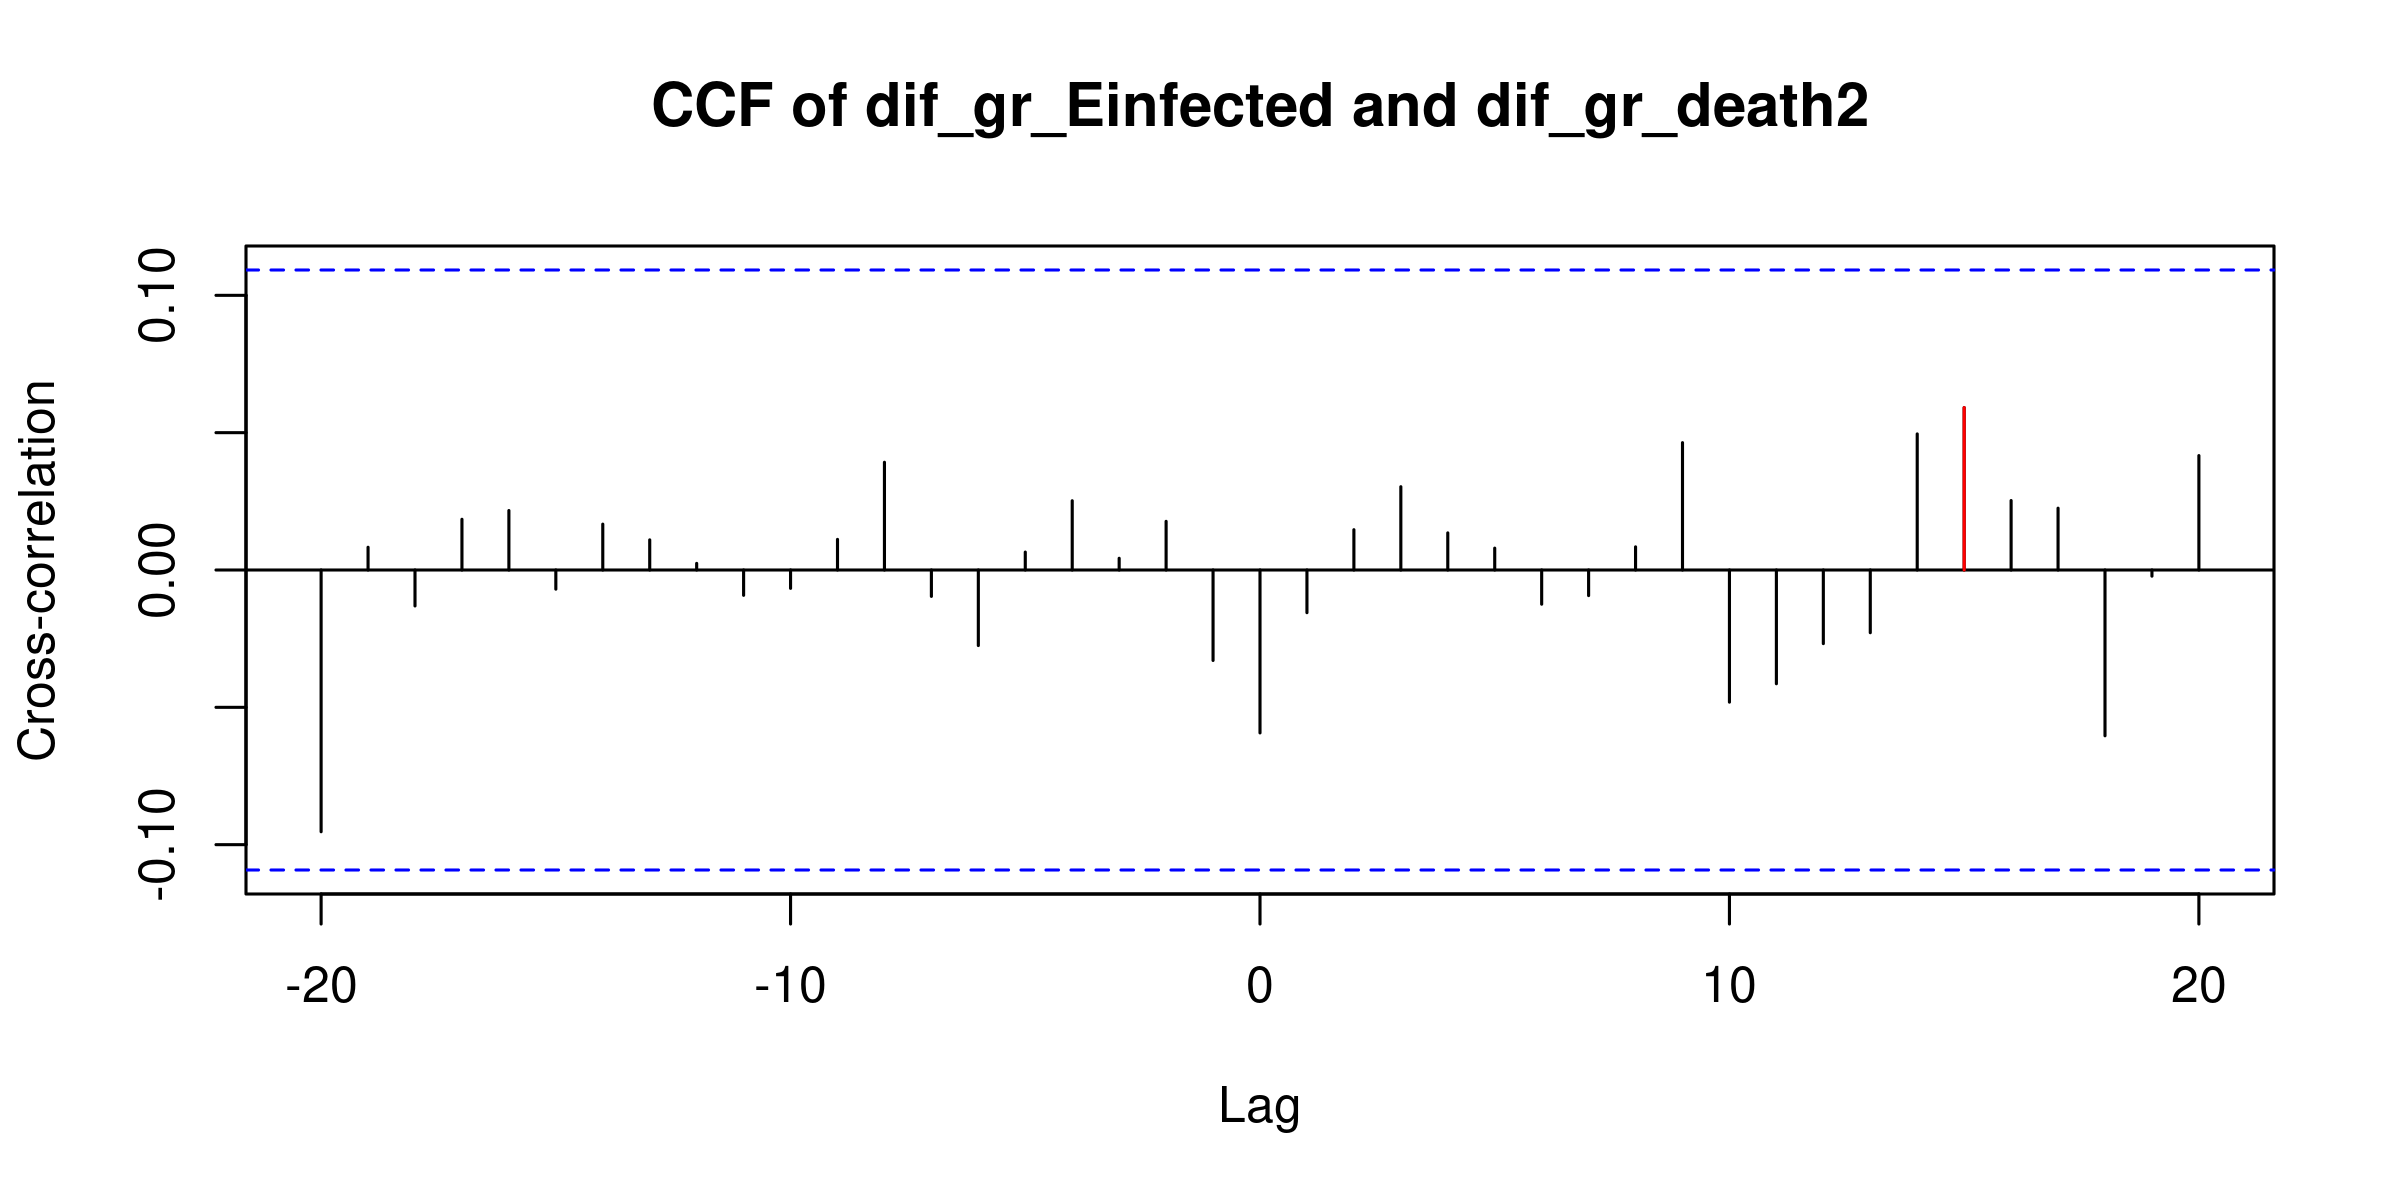 CCF of dif_gr_Einfected and dif_gr_death2
Cross-correlation
0.10
0.00
-0.10
-20 -10 0 10 20
Lag